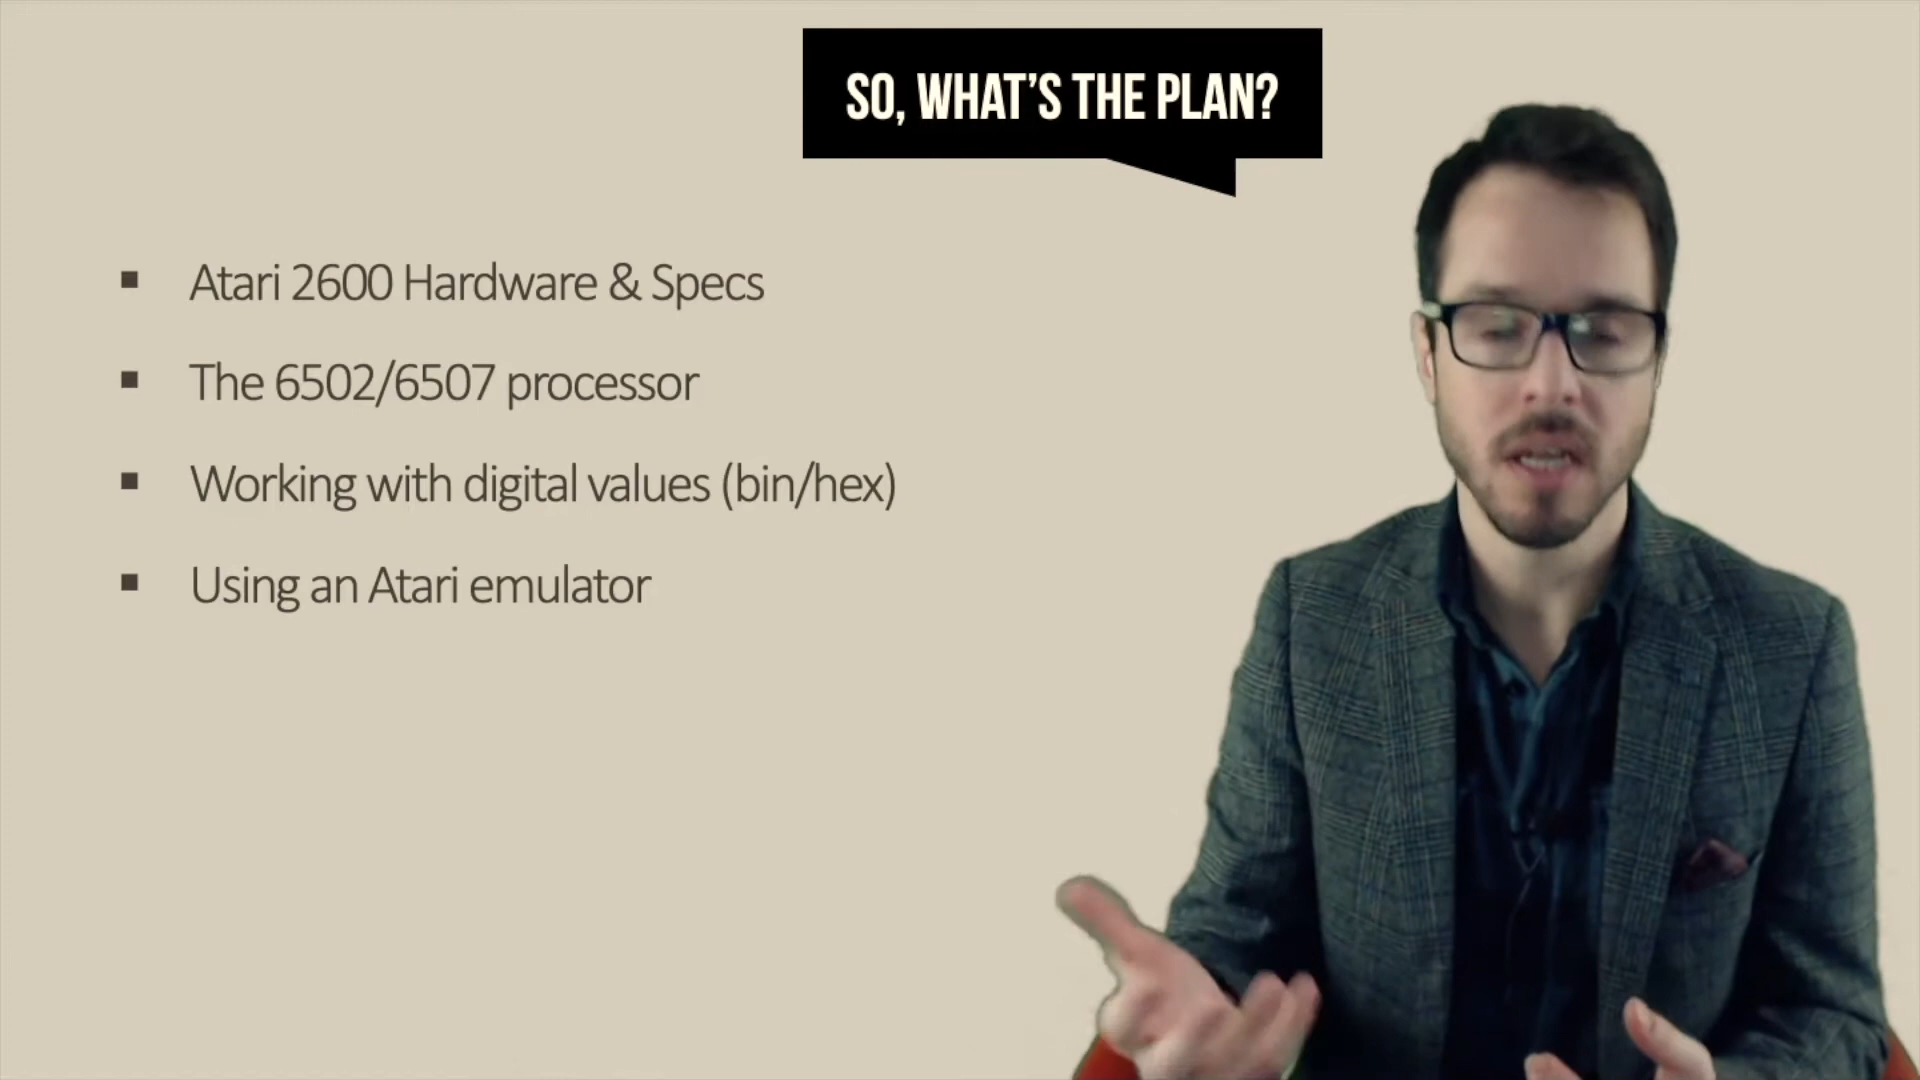 SO, WHAT'S THE PLAN?
▪ Atari 2600 Hardware & Specs
▪ The 6502/6507 processor
▪ Working with digital values (bin/hex)
▪ Using an Atari emulator